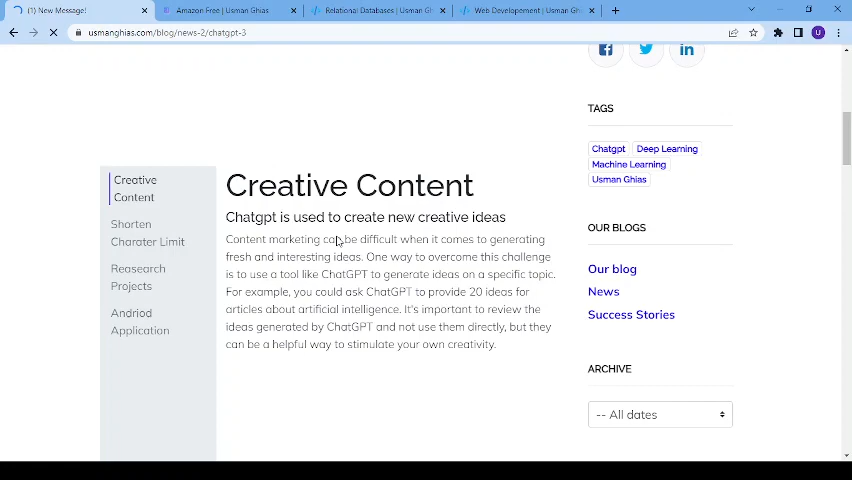 (1) New Message!
Amazon Free | Usman Ghias
Relational Databases | Usman Gh
Web Developement | Usman Gh
usmanghias.com/blog/news-2/chatgpt-3
U
TAGS
Chatgpt
Deep Learning
Machine Learning
Usman Ghias
OUR BLOGS
Our blog
News
Success Stories
ARCHIVE
-- All dates
Creative
Content
Shorten
Charater Limit
Reasearch
Projects
Andriod
Application
Creative Content
Chatgpt is used to create new creative ideas
Content marketing can be difficult when it comes to generating
fresh and interesting ideas. One way to overcome this challenge
is to use a tool like ChatGPT to generate ideas on a specific topic.
For example, you could ask ChatGPT to provide 20 ideas for
articles about artificial intelligence. It's important to review the
ideas generated by ChatGPT and not use them directly, but they
can be a helpful way to stimulate your own creativity.